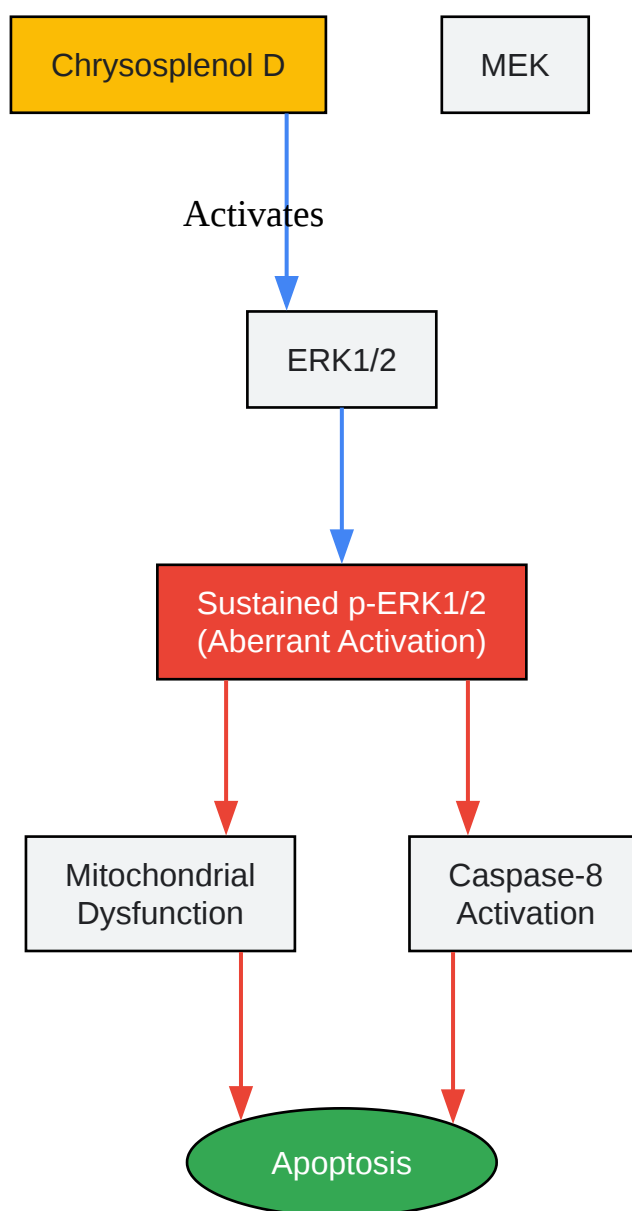 Chrysosplenol D
MEK
Activates
ERK1/2
Sustained p-ERK1/2
(Aberrant Activation)
Mitochondrial
Dysfunction
Caspase-8
Activation
Apoptosis